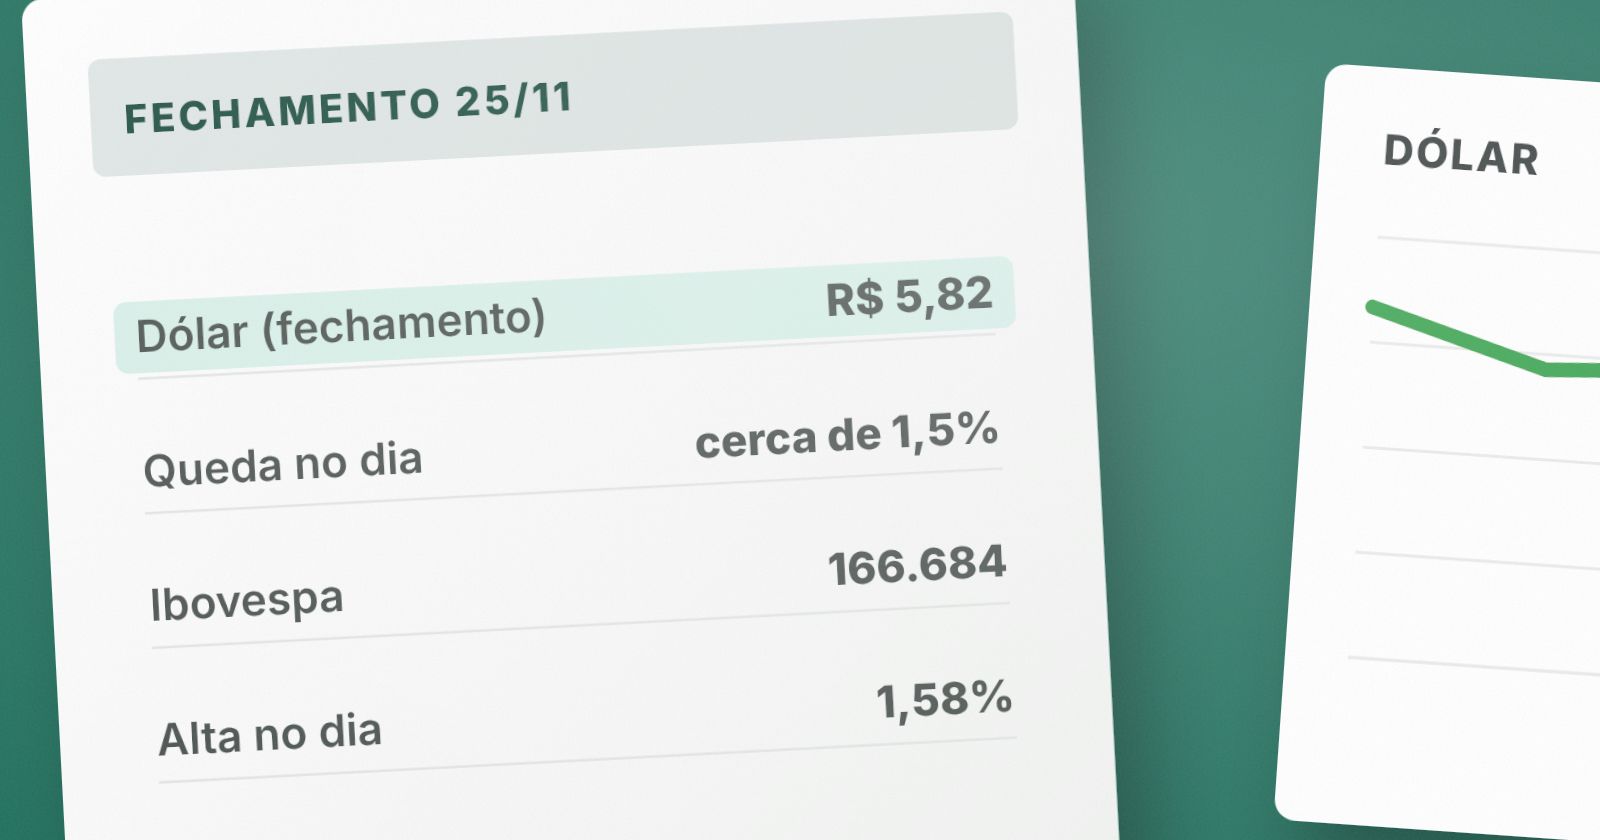 FECHAMENTO 25/11
Dólar (fechamento) R$ 5,82
Queda no dia cerca de 1,5%
Ibovespa 166.684
Alta no dia 1,58%
DÓLAR